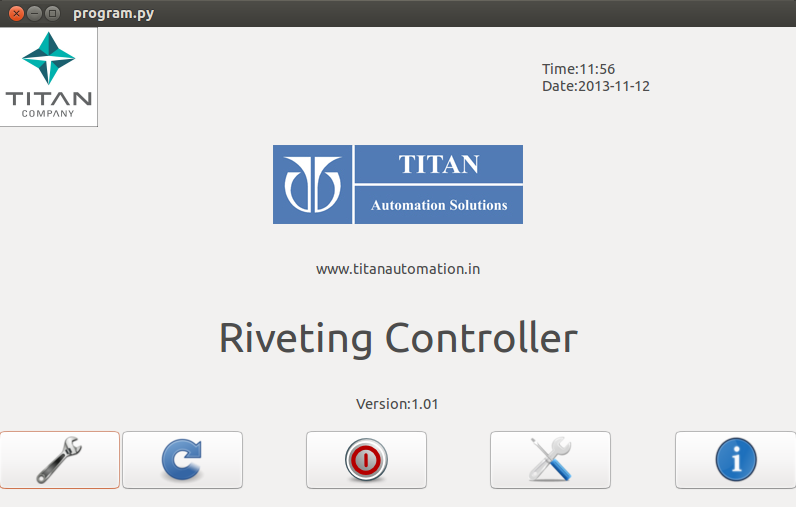 program.py
TITAN
COMPANY
Time:11:56
Date:2013-11-12
TITAN
Automation Solutions
www.titanautomation.in
Riveting Controller
Version:1.01